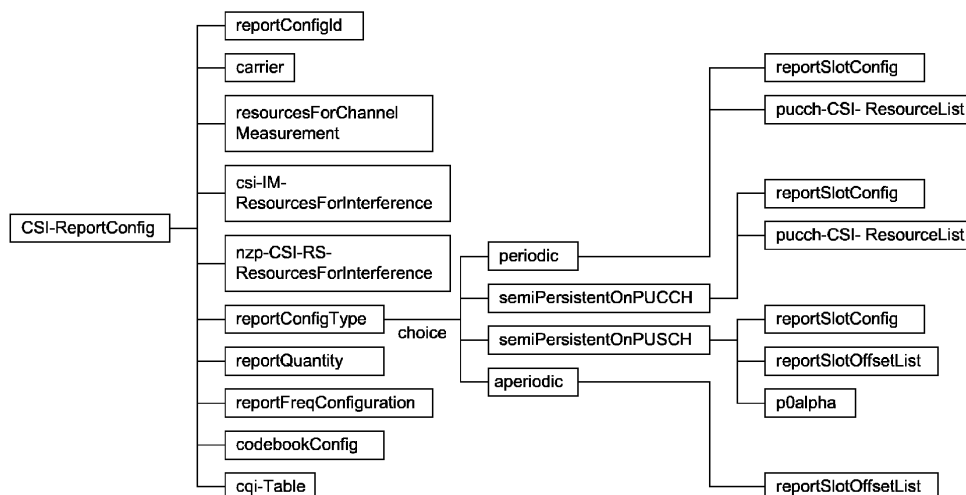 CSI-ReportConfig
reportConfigId
carrier
resourcesForChannel
Measurement
csi-IM-
ResourcesForInterference
nzp-CSI-RS-
ResourcesForInterference
reportConfigType
reportQuantity
reportFreqConfiguration
codebookConfig
cqi-Table
choice
periodic
semiPersistentOnPUCCH
semiPersistentOnPUSCH
aperiodic
reportSlotConfig
pucch-CSI- ResourceList
reportSlotConfig
pucch-CSI- ResourceList
reportSlotConfig
reportSlotOffsetList
p0alpha
reportSlotOffsetList